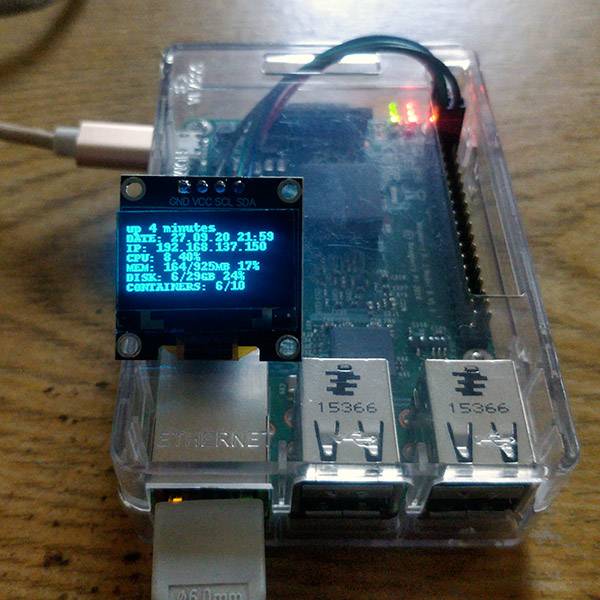 GND VCC SCL SDA
up 4 minutes
DATE: 27.09.20 21:59
IP: 192.168.137.150
CPU: 8.40%
MEM: 164/925MB 17%
DISK: 6/29GB 24%
CONTAINERS: 6/10
15366
15366
ETHERNET
Ø6.0mm